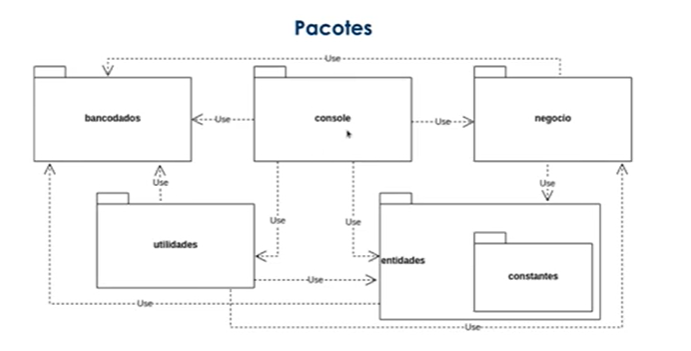 Pacotes
Use
bancodados
Use
console
Use
negocio
Use
Use
utilidades
Use
Use
entidades
Use
constantes
Use
Use